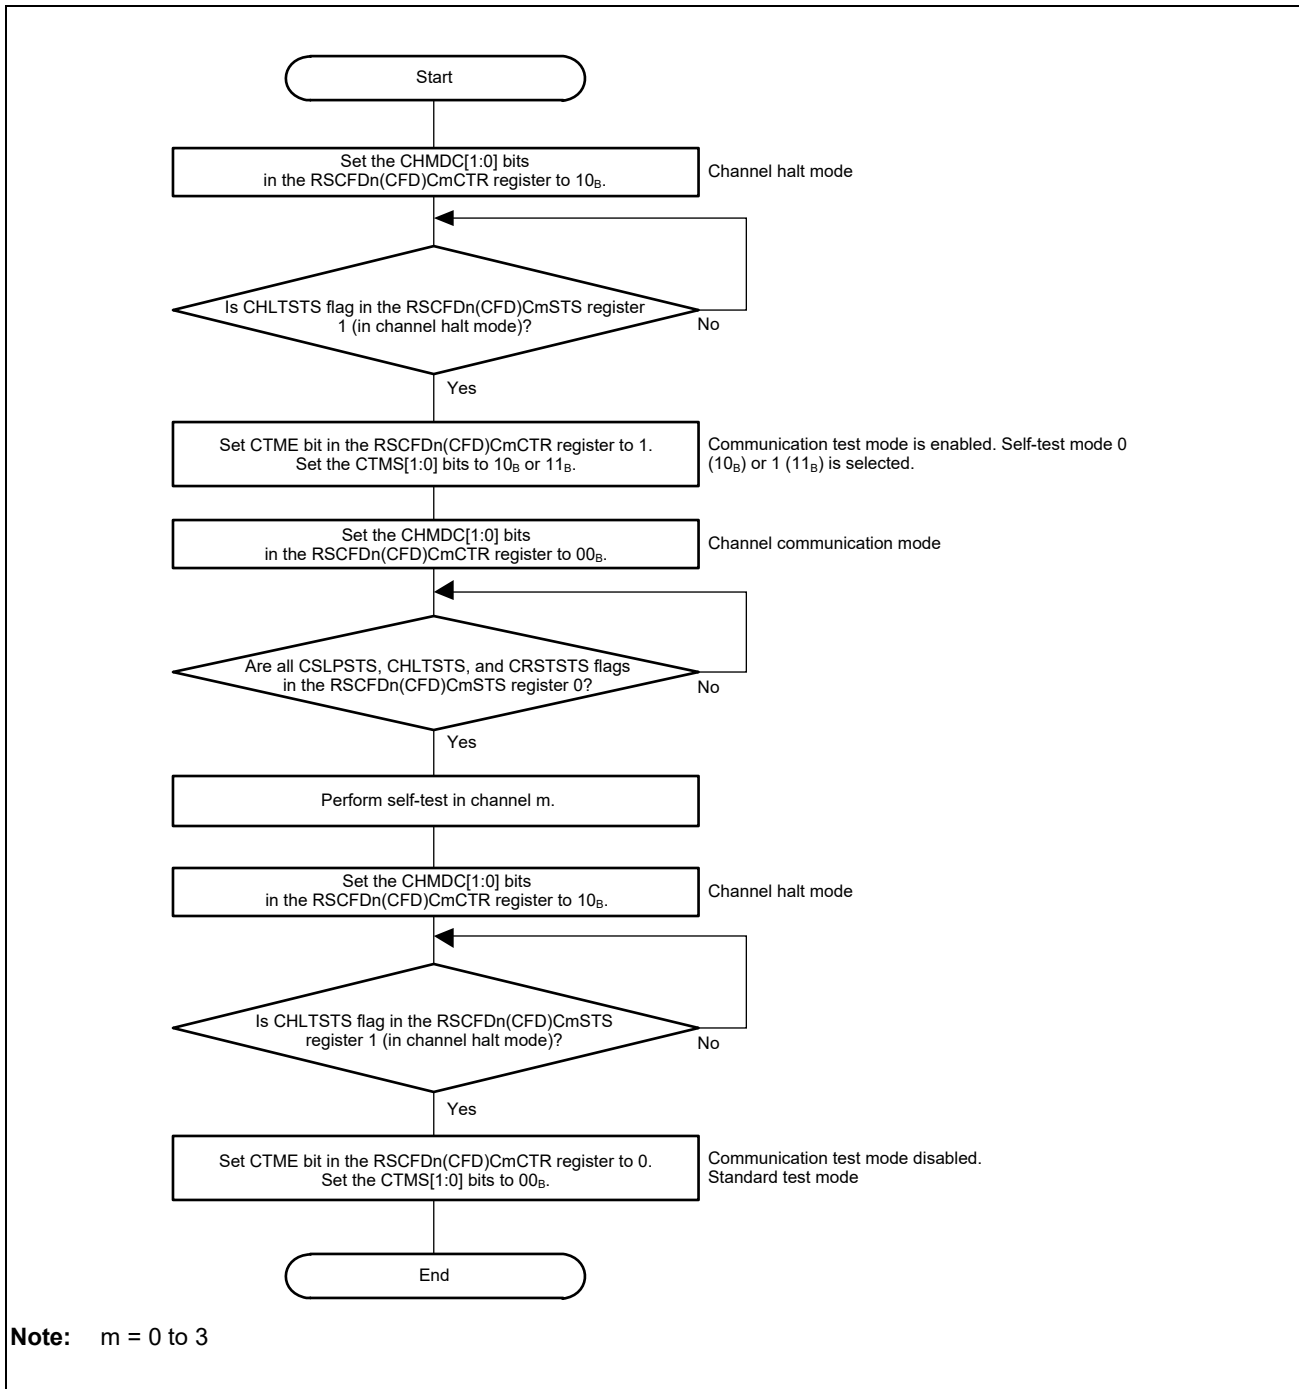 Start
Set the CHMDC[1:0] bits
in the RSCFDn(CFD)CmCTR register to 10B.
Channel halt mode
Is CHLTSTS flag in the RSCFDn(CFD)CmSTS register
1 (in channel halt mode)?
No
Yes
Set CTME bit in the RSCFDn(CFD)CmCTR register to 1.
Set the CTMS[1:0] bits to 10B or 11B.
Communication test mode is enabled. Self-test mode 0
(10B) or 1 (11B) is selected.
Set the CHMDC[1:0] bits
in the RSCFDn(CFD)CmCTR register to 00B.
Channel communication mode
Are all CSLPSTS, CHLTSTS, and CRSTSTS flags
in the RSCFDn(CFD)CmSTS register 0?
No
Yes
Perform self-test in channel m.
Set the CHMDC[1:0] bits
in the RSCFDn(CFD)CmCTR register to 10B.
Channel halt mode
Is CHLTSTS flag in the RSCFDn(CFD)CmSTS
register 1 (in channel halt mode)?
No
Yes
Set CTME bit in the RSCFDn(CFD)CmCTR register to 0.
Set the CTMS[1:0] bits to 00B.
Communication test mode disabled.
Standard test mode
End
Note: m = 0 to 3